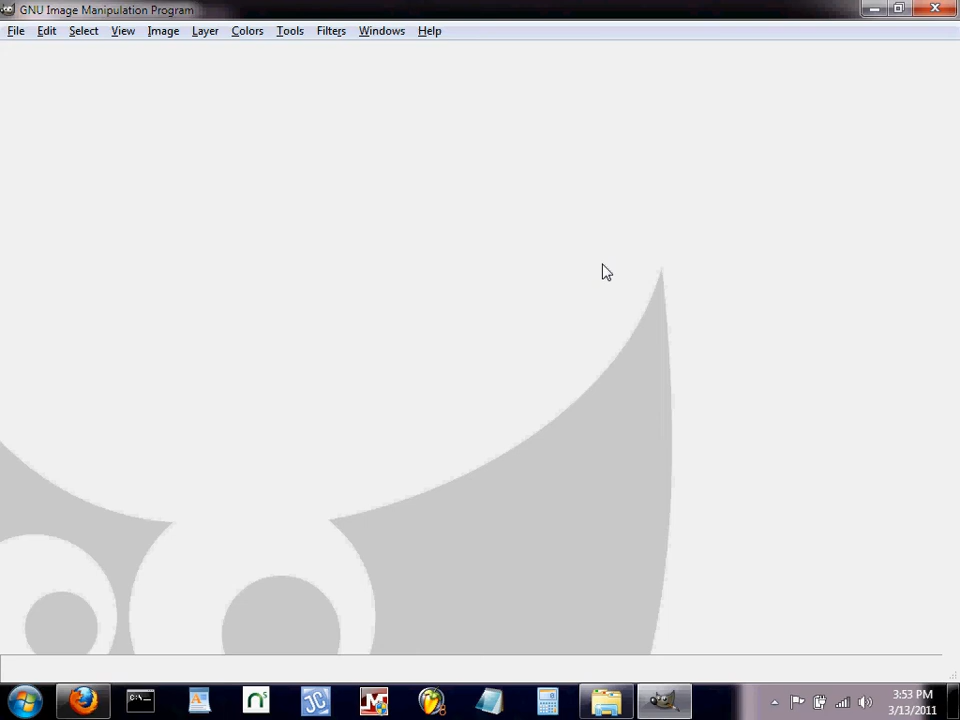 GNU Image Manipulation Program
File Edit Select View Image Layer Colors Tools Filters Windows Help
C:\_
A
n s
JC
M
3:53 PM
3/13/2011